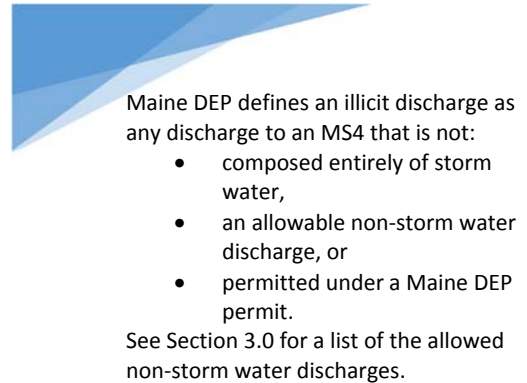 Maine DEP defines an illicit discharge as
any discharge to an MS4 that is not:
• composed entirely of storm
water,
• an allowable non-storm water
discharge, or
• permitted under a Maine DEP
permit.
See Section 3.0 for a list of the allowed
non-storm water discharges.